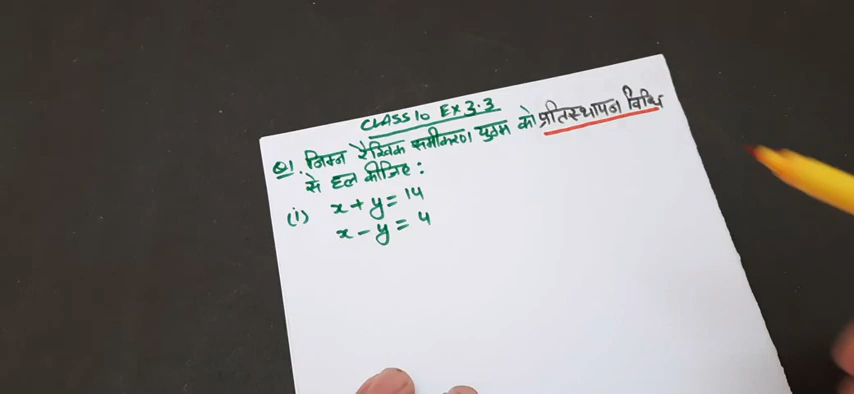 CLASS 10 EX 3.3
Q1. निम्न रैखिक समीकरण युग्म को प्रतिस्थापन विधि
से हल कीजिए:
(i) x + y = 14
x - y = 4